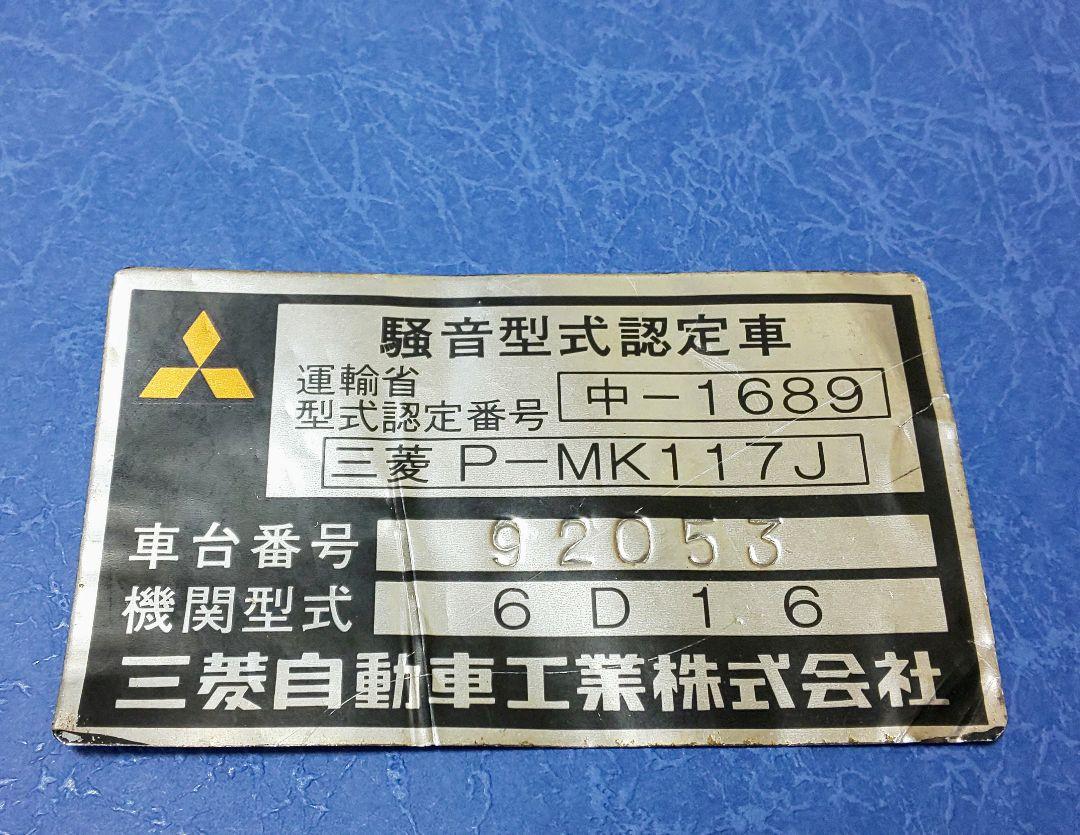 騒音型式認定車
運輸省
型式認定番号 中-1689
三菱 P-MK117J
車台番号 92053
機関型式 6D16
三菱自動車工業株式会社